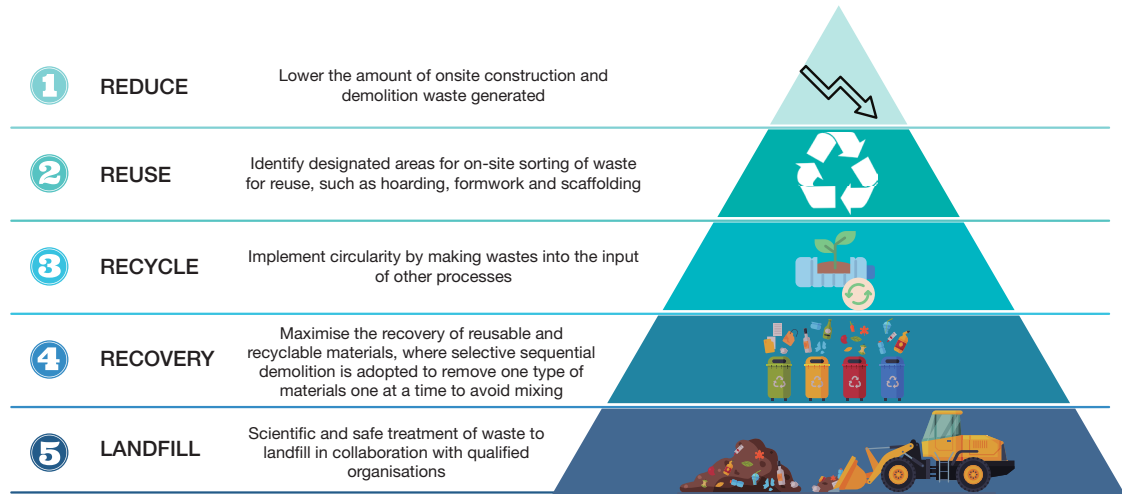 1 REDUCE
Lower the amount of onsite construction and
demolition waste generated
2 REUSE
Identify designated areas for on-site sorting of waste
for reuse, such as hoarding, formwork and scaffolding
3 RECYCLE
Implement circularity by making wastes into the input
of other processes
4 RECOVERY
Maximise the recovery of reusable and
recyclable materials, where selective sequential
demolition is adopted to remove one type of
materials one at a time to avoid mixing
5 LANDFILL
Scientific and safe treatment of waste to
landfill in collaboration with qualified
organisations